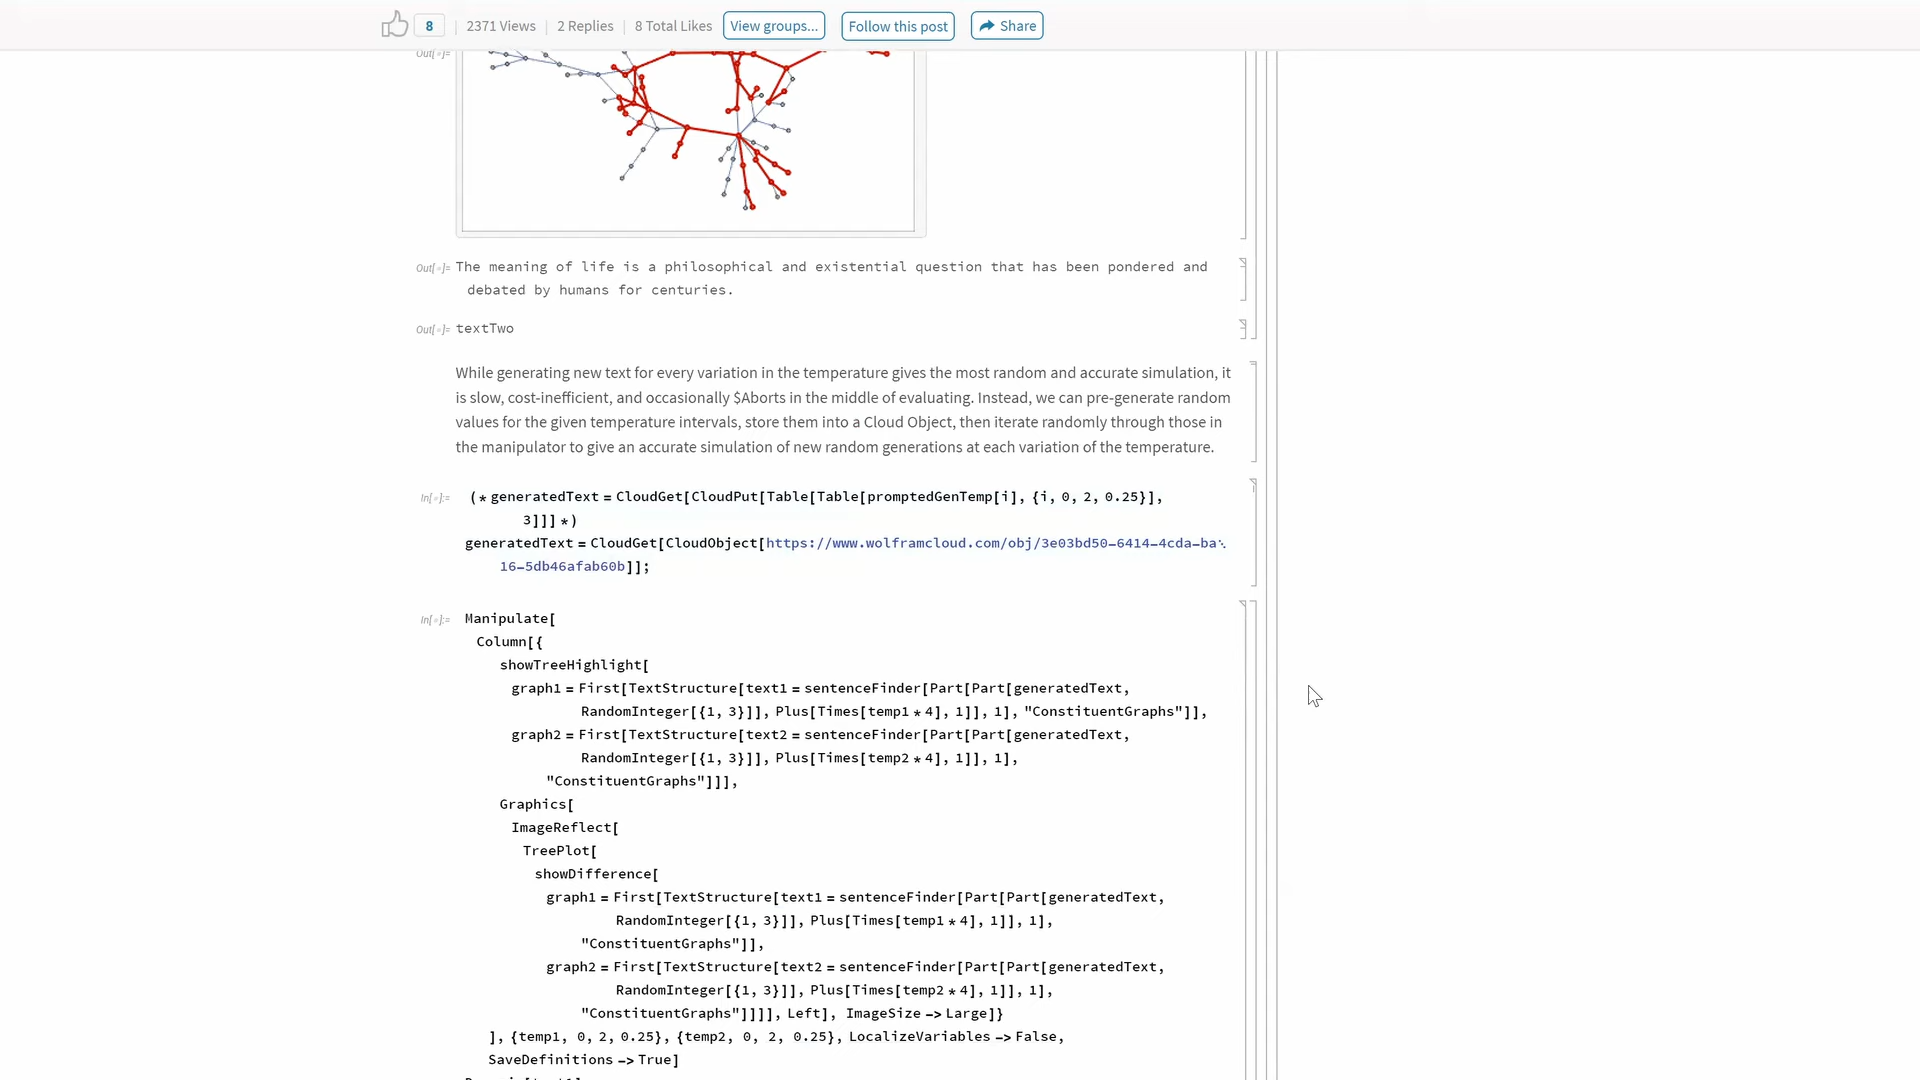 8 | 2371 Views | 2 Replies | 8 Total Likes View groups... Follow this post Share
Out[•]=
Out[•]= The meaning of life is a philosophical and existential question that has been pondered and
debated by humans for centuries.
Out[•]= textTwo
While generating new text for every variation in the temperature gives the most random and accurate simulation, it
is slow, cost-inefficient, and occasionally $Aborts in the middle of evaluating. Instead, we can pre-generate random
values for the given temperature intervals, store them into a Cloud Object, then iterate randomly through those in
the manipulator to give an accurate simulation of new random generations at each variation of the temperature.
In[•]:= (* generatedText = CloudGet[CloudPut[Table[Table[promptedGenTemp[i], {i, 0, 2, 0.25}],
3]]] *)
generatedText = CloudGet[CloudObject[https://www.wolframcloud.com/obj/3e03bd50-6414-4cda-ba⋱
16-5db46afab60b]];
In[•]:= Manipulate[
Column[{
showTreeHighlight[
graph1 = First[TextStructure[text1 = sentenceFinder[Part[Part[generatedText,
RandomInteger[{1, 3}]], Plus[Times[temp1 * 4], 1]], 1], "ConstituentGraphs"]],
graph2 = First[TextStructure[text2 = sentenceFinder[Part[Part[generatedText,
RandomInteger[{1, 3}]], Plus[Times[temp2 * 4], 1]], 1],
"ConstituentGraphs"]]],
Graphics[
ImageReflect[
TreePlot[
showDifference[
graph1 = First[TextStructure[text1 = sentenceFinder[Part[Part[generatedText,
RandomInteger[{1, 3}]], Plus[Times[temp1 * 4], 1]], 1],
"ConstituentGraphs"]],
graph2 = First[TextStructure[text2 = sentenceFinder[Part[Part[generatedText,
RandomInteger[{1, 3}]], Plus[Times[temp2 * 4], 1]], 1],
"ConstituentGraphs"]]]], Left], ImageSize -> Large]}
], {temp1, 0, 2, 0.25}, {temp2, 0, 2, 0.25}, LocalizeVariables -> False,
SaveDefinitions -> True]